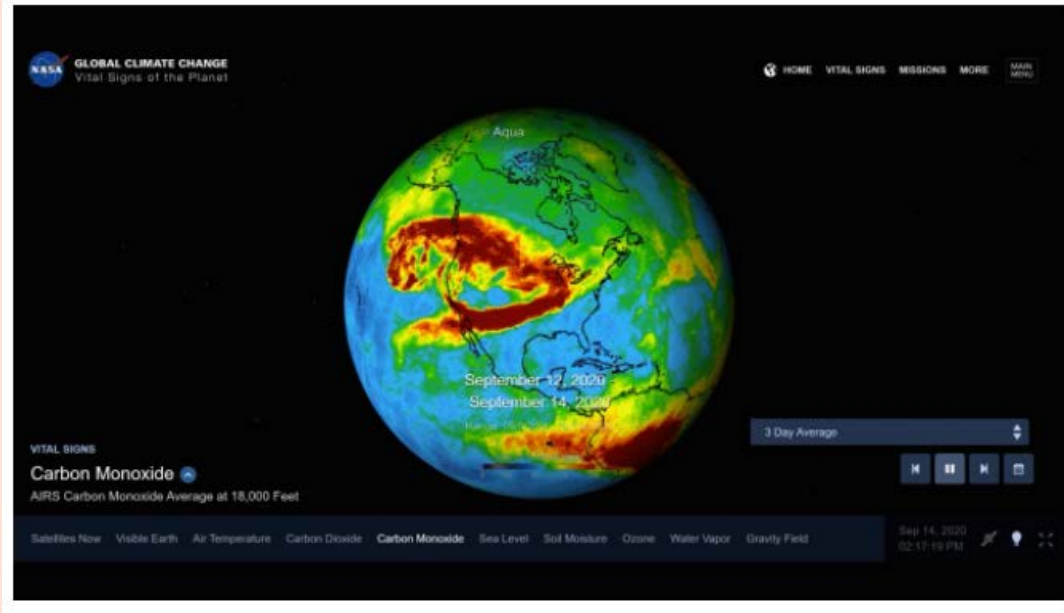 NASA
GLOBAL CLIMATE CHANGE
Vital Signs of the Planet
HOME VITAL SIGNS MISSIONS MORE MAIN
MENU
Aqua
September 12, 2020 -
September 14, 2020
3 Day Average
VITAL SIGNS
Carbon Monoxide
AIRS Carbon Monoxide Average at 18,000 Feet
Satellites Now Visible Earth Air Temperature Carbon Dioxide Carbon Monoxide Sea Level Soil Moisture Ozone Water Vapor Gravity Field
Sep 14, 2020
02:17:19 PM